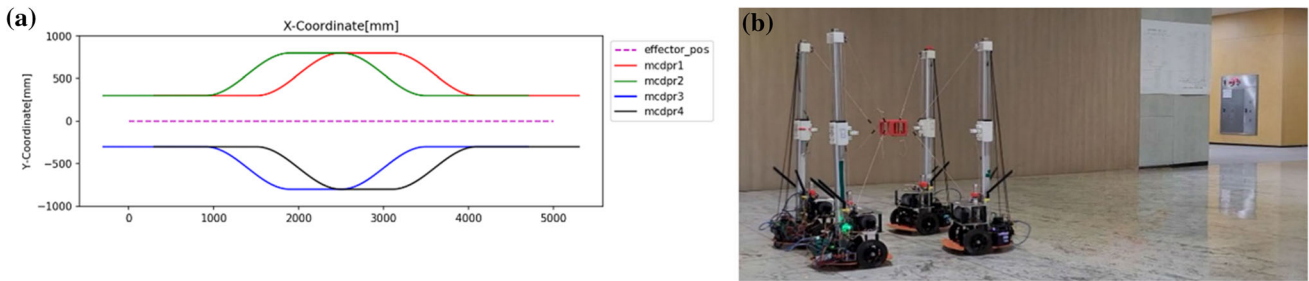 (a)
X-Coordinate[mm]
Y-Coordinate[mm]
1000
500
0
−500
−1000
0
1000
2000
3000
4000
5000
effector_pos
mcdpr1
mcdpr2
mcdpr3
mcdpr4
(b)